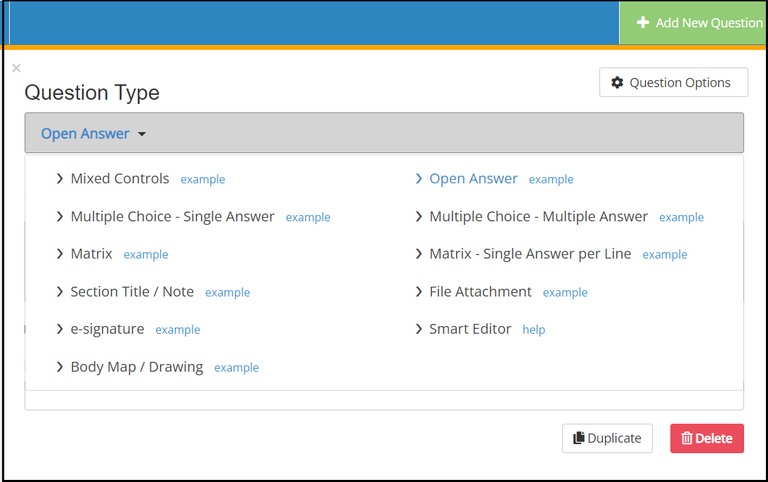 Add New Question
×
Question Options
Question Type
Open Answer
Mixed Controls example Open Answer example
Multiple Choice - Single Answer example Multiple Choice - Multiple Answer example
Matrix example Matrix - Single Answer per Line example
Section Title / Note example File Attachment example
e-signature example Smart Editor help
Body Map / Drawing example
Duplicate Delete